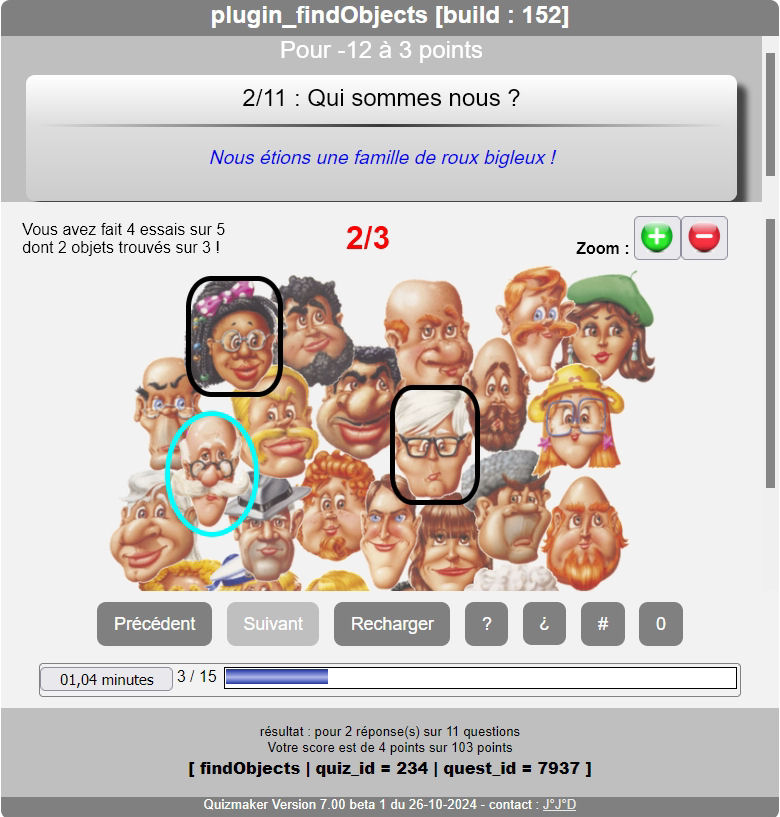 plugin_findObjects [build : 152]
Pour -12 à 3 points
2/11 : Qui sommes nous ?
Nous étions une famille de roux bigleux !
Vous avez fait 4 essais sur 5
dont 2 objets trouvés sur 3 !
2/3
Zoom :
Précédent Suivant Recharger ? ¿ # 0
01,04 minutes 3 / 15
résultat : pour 2 réponse(s) sur 11 questions
Votre score est de 4 points sur 103 points
[ findObjects | quiz_id = 234 | quest_id = 7937 ]
Quizmaker Version 7.00 beta 1 du 26-10-2024 - contact : J°J°D